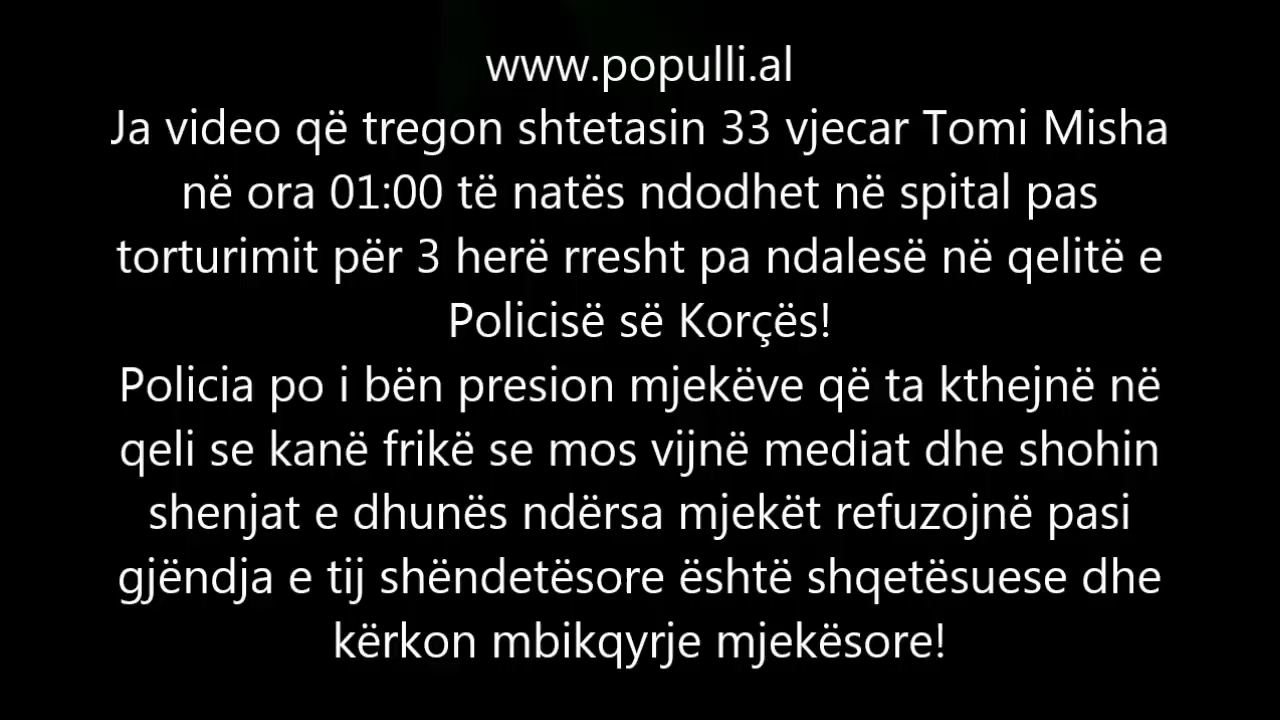 www.populli.al
Ja video që tregon shtetasin 33 vjecar Tomi Misha
në ora 01:00 të natës ndodhet në spital pas
torturimit për 3 herë rresht pa ndalesë në qelitë e
Policisë së Korçës!
Policia po i bën presion mjekëve që ta kthejnë në
qeli se kanë frikë se mos vijnë mediat dhe shohin
shenjat e dhunës ndërsa mjekët refuzojnë pasi
gjëndja e tij shëndetësore është shqetësuese dhe
kërkon mbikqyrje mjekësore!